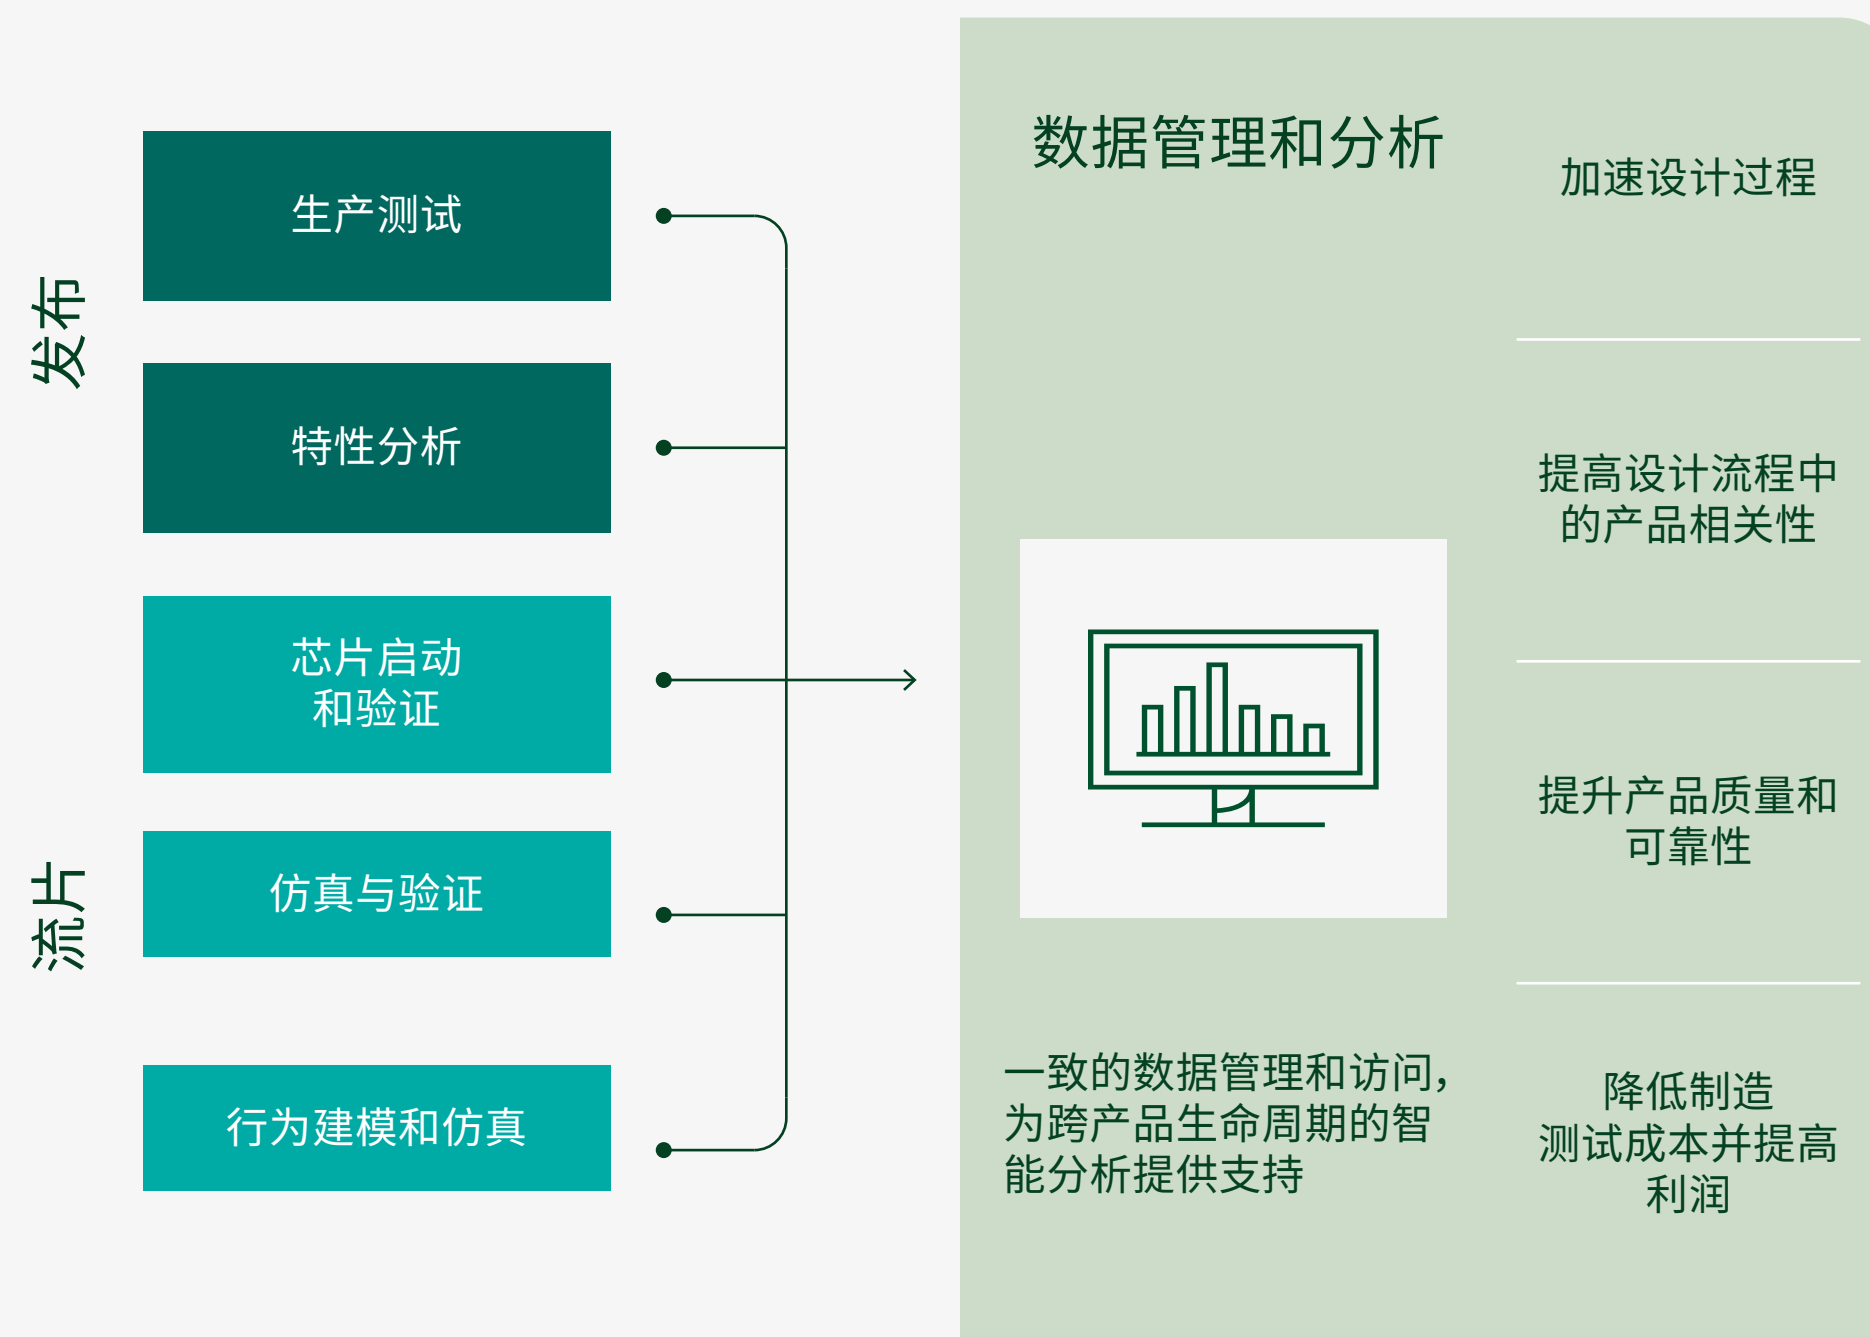 发布
生产测试
特性分析
流片
芯片启动
和验证
仿真与验证
行为建模和仿真
数据管理和分析
一致的数据管理和访问，
为跨产品生命周期的智
能分析提供支持
加速设计过程
提高设计流程中
的产品相关性
提升产品质量和
可靠性
降低制造
测试成本并提高
利润